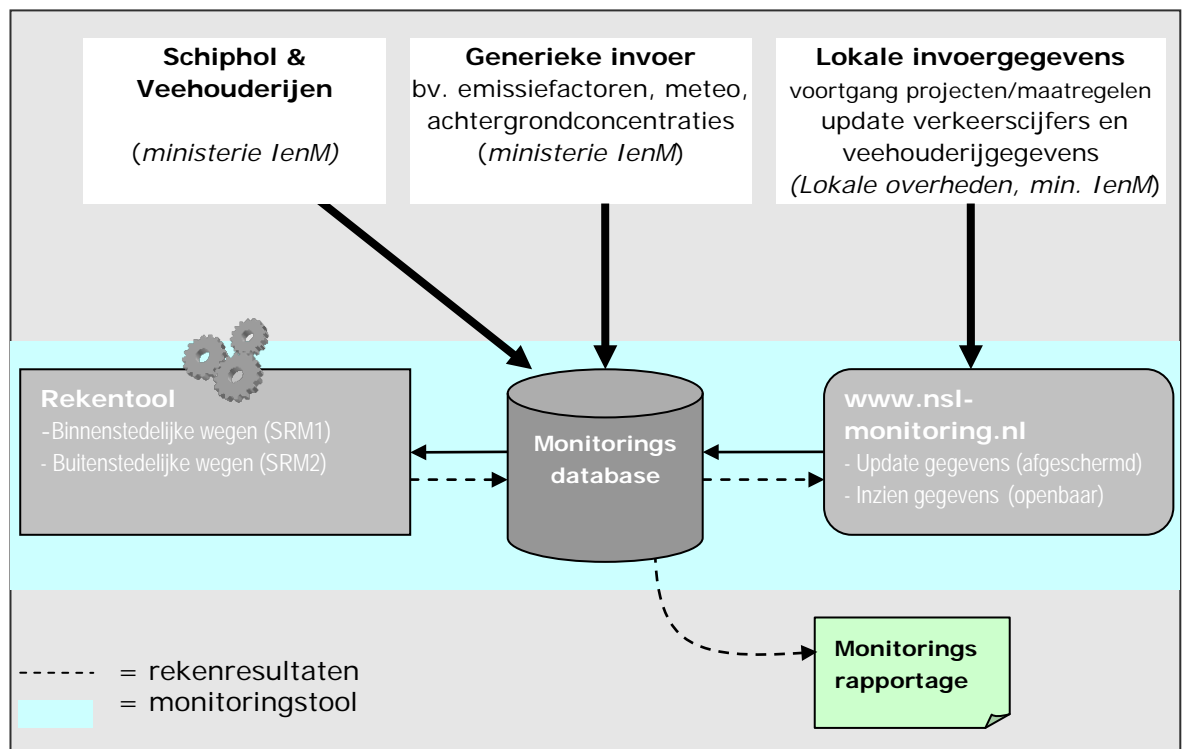 Schiphol &
Veehouderijen
(ministerie IenM)
Generieke invoer
bv. emissiefactoren, meteo,
achtergrondconcentraties
(ministerie IenM)
Lokale invoergegevens
voortgang projecten/maatregelen
update verkeerscijfers en
veehouderijgegevens
(Lokale overheden, min. IenM)
Rekentool
-Binnenstedelijke wegen (SRM1)
- Buitenstedelijke wegen (SRM2)
Monitorings
database
www.nsl-
monitoring.nl
- Update gegevens (afgeschermd)
- Inzien gegevens (openbaar)
Monitorings
rapportage
= rekenresultaten
= monitoringstool